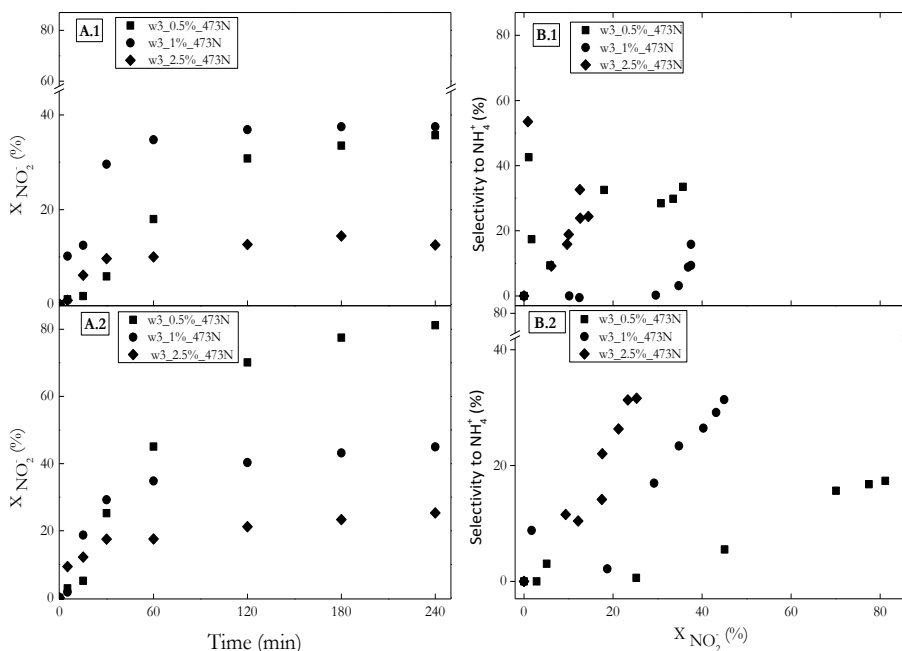 A.1
w3_0.5%_473N
w3_1%_473N
w3_2.5%_473N
80
60
40
20
0
X NO₂⁻ (%)
A.2
w3_0.5%_473N
w3_1%_473N
w3_2.5%_473N
80
60
40
20
0
X NO₂⁻ (%)
0 60 120 180 240
Time (min)
B.1
w3_0.5%_473N
w3_1%_473N
w3_2.5%_473N
80
60
40
20
0
Selectivity to NH₄⁺ (%)
B.2
w3_0.5%_473N
w3_1%_473N
w3_2.5%_473N
80
40
20
0
Selectivity to NH₄⁺ (%)
0 20 40 60 80
X NO₂⁻ (%)